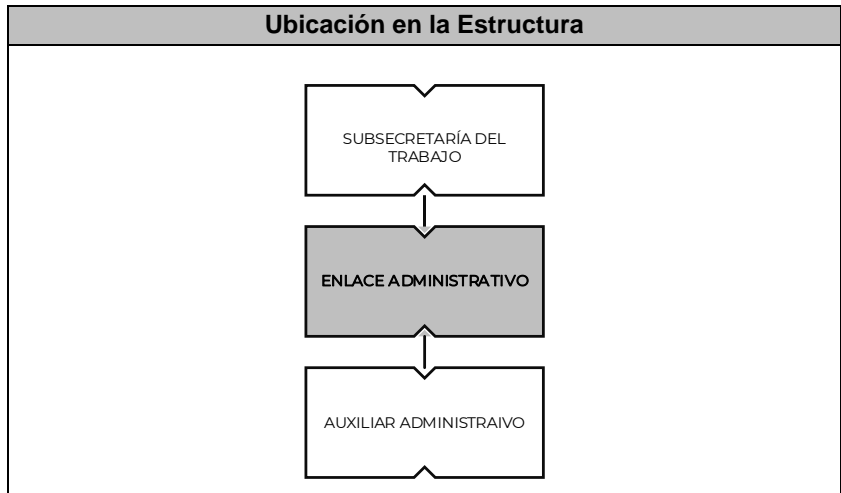 Ubicación en la Estructura
SUBSECRETARÍA DEL
TRABAJO
ENLACE ADMINISTRATIVO
AUXILIAR ADMINISTRAIVO